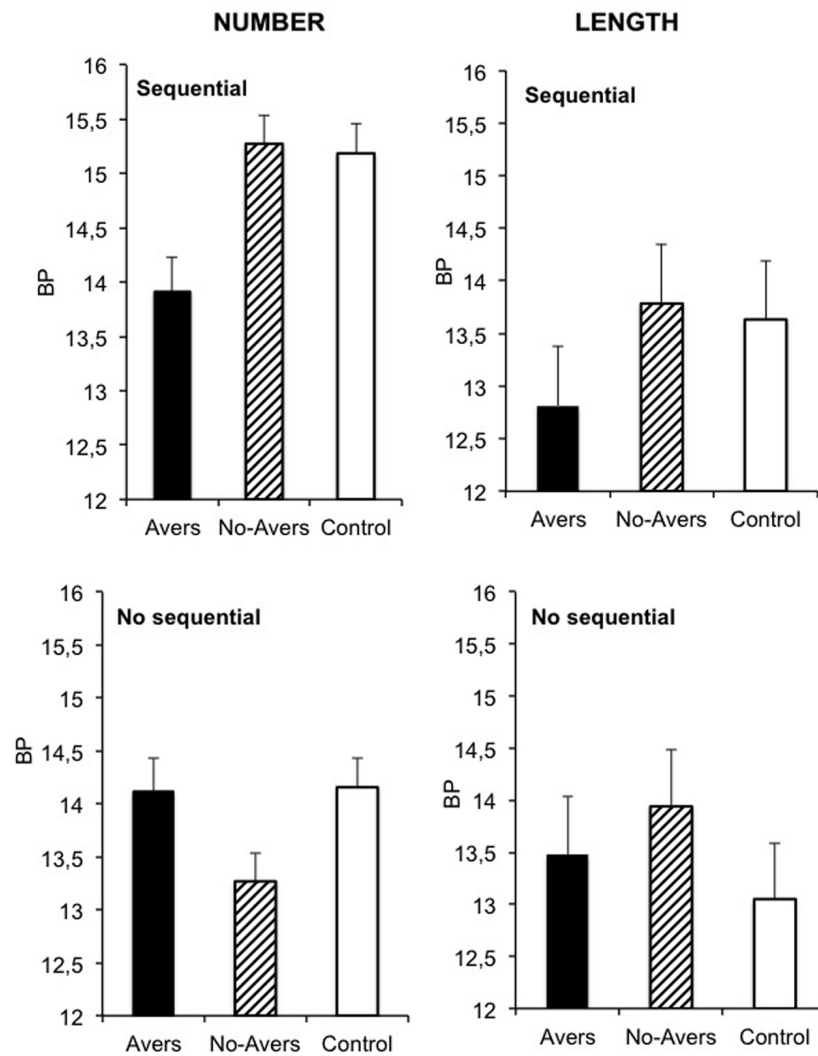 NUMBER
LENGTH
Sequential
16
15,5
15
14,5
14
13,5
13
12,5
12
BP
Avers No-Avers Control
Sequential
16
15,5
15
14,5
14
13,5
13
12,5
12
BP
Avers No-Avers Control
No sequential
16
15,5
15
14,5
14
13,5
13
12,5
12
BP
Avers No-Avers Control
No sequential
16
15,5
15
14,5
14
13,5
13
12,5
12
BP
Avers No-Avers Control